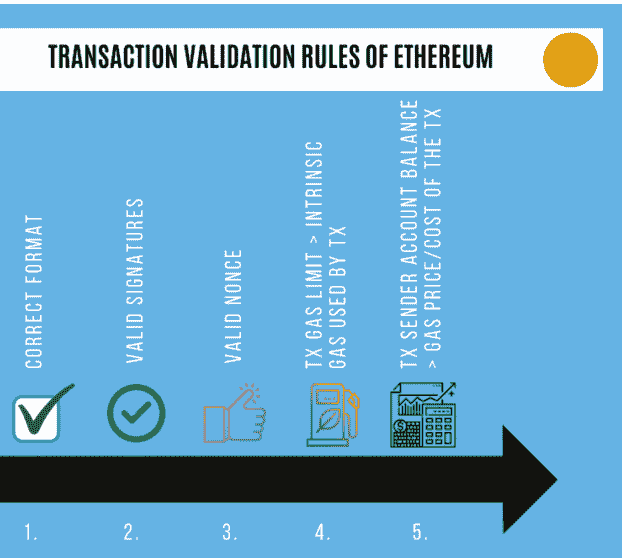 TRANSACTION VALIDATION RULES OF ETHEREUM
CORRECT FORMAT
VALID SIGNATURES
VALID NONCE
TX GAS LIMIT > INTRINSIC
GAS USED BY TX
TX SENDER ACCOUNT BALANCE
> GAS PRICE/COST OF THE TX
1.
2.
3.
4.
5.